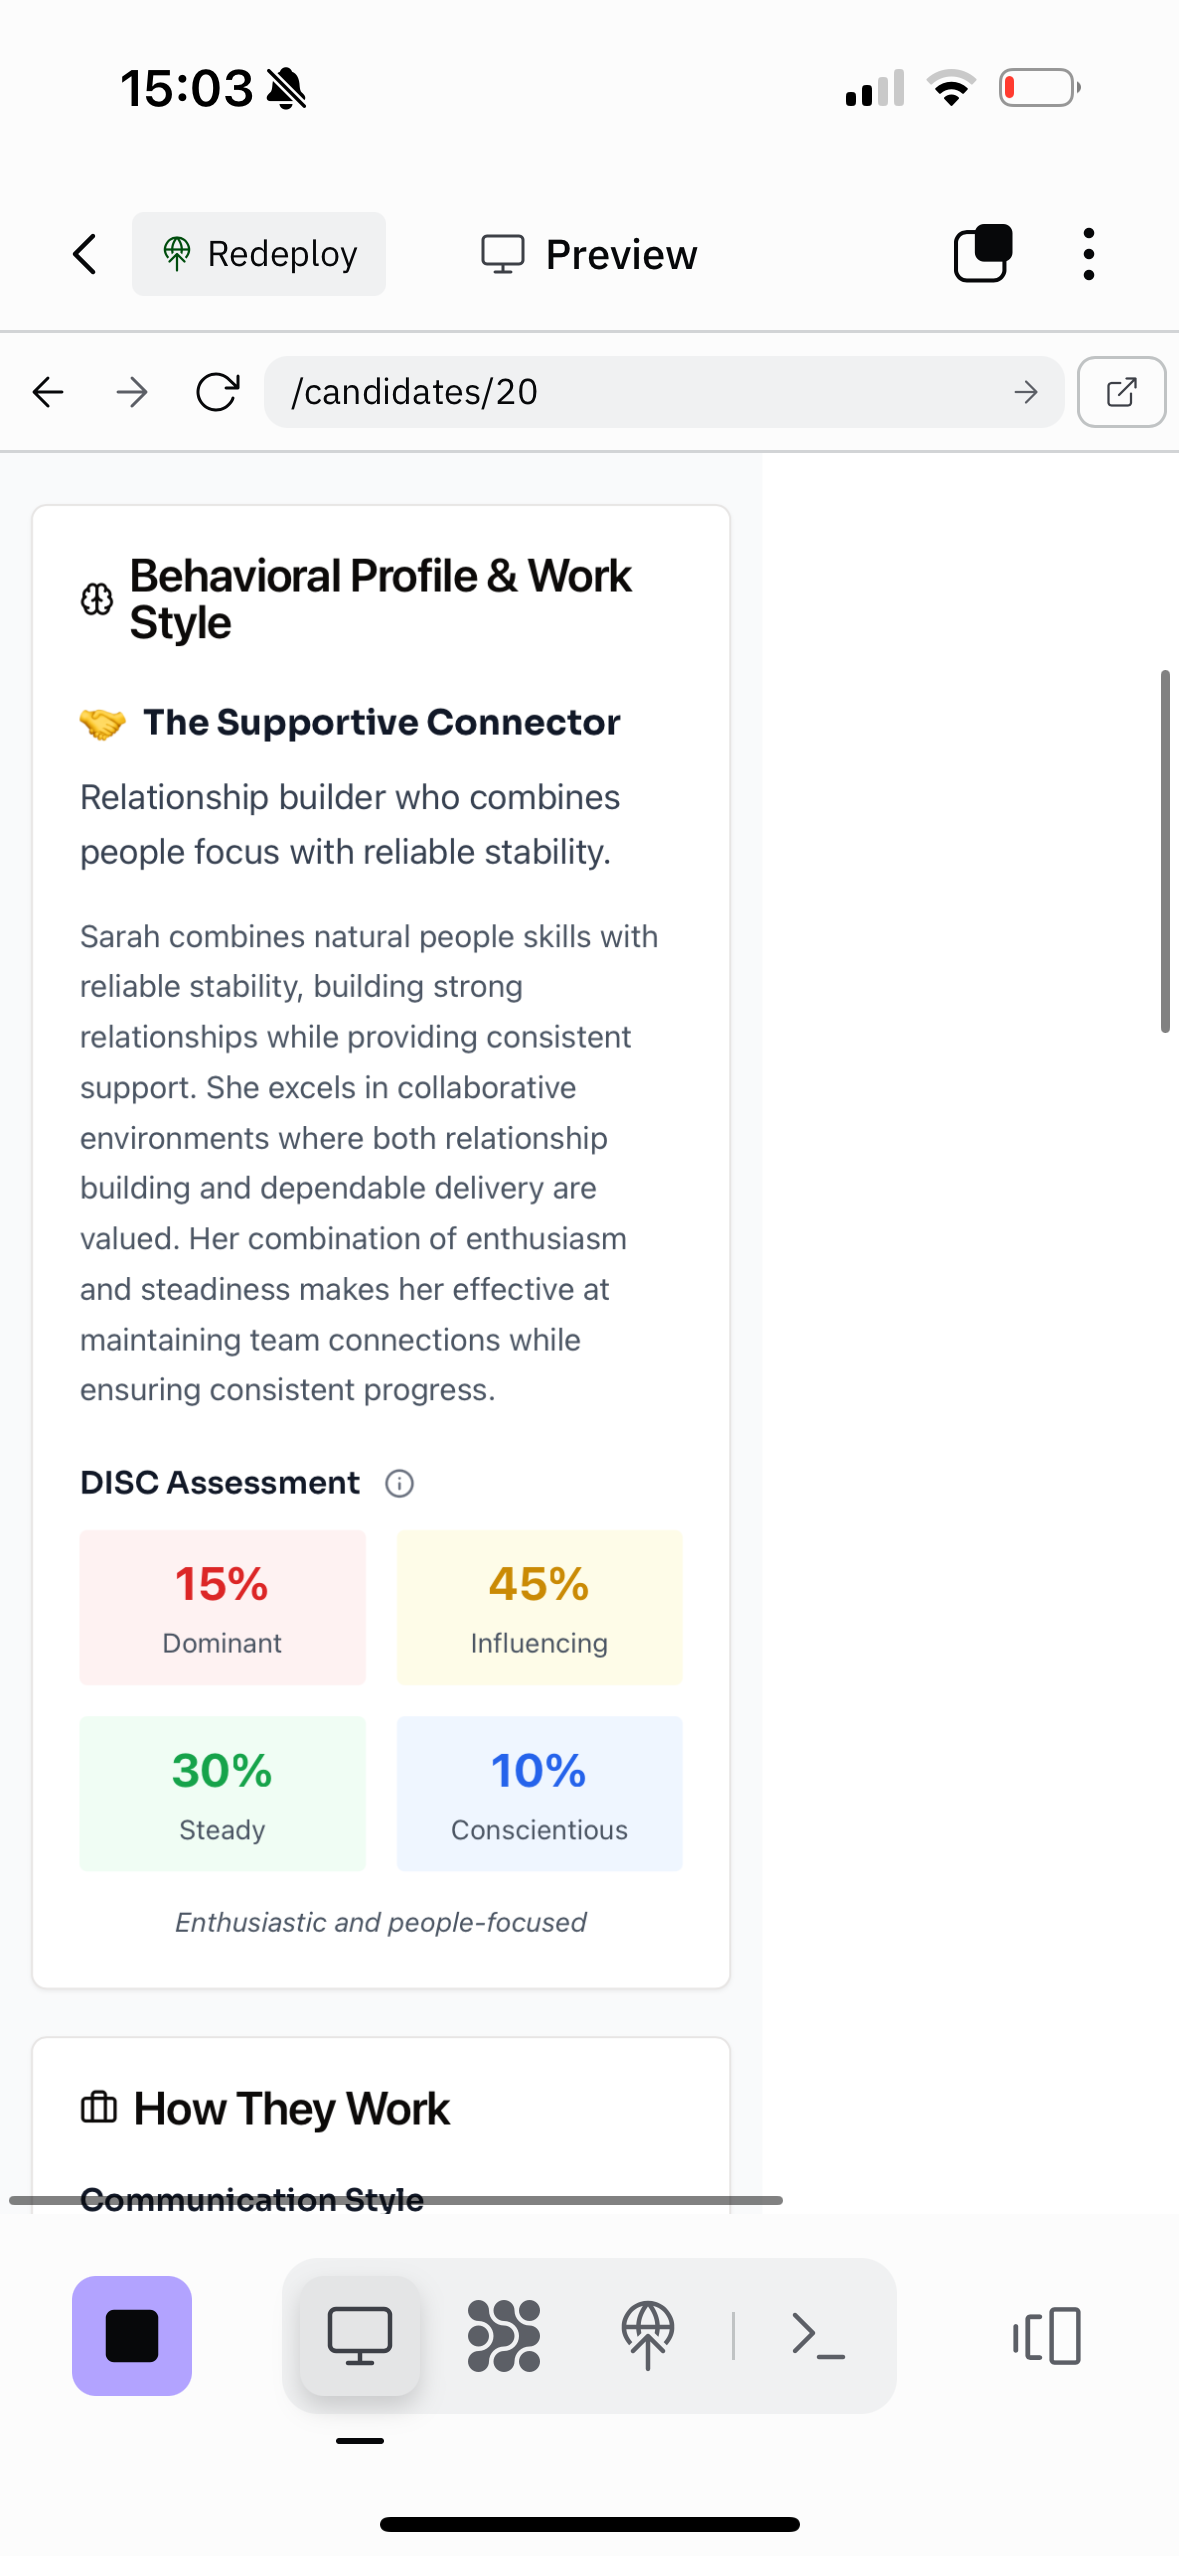 15:03
Redeploy
Preview
/candidates/20
Behavioral Profile & Work
Style
The Supportive Connector
Relationship builder who combines
people focus with reliable stability.
Sarah combines natural people skills with
reliable stability, building strong
relationships while providing consistent
support. She excels in collaborative
environments where both relationship
building and dependable delivery are
valued. Her combination of enthusiasm
and steadiness makes her effective at
maintaining team connections while
ensuring consistent progress.
DISC Assessment
15%
Dominant
45%
Influencing
30%
Steady
10%
Conscientious
Enthusiastic and people-focused
How They Work
Communication Style